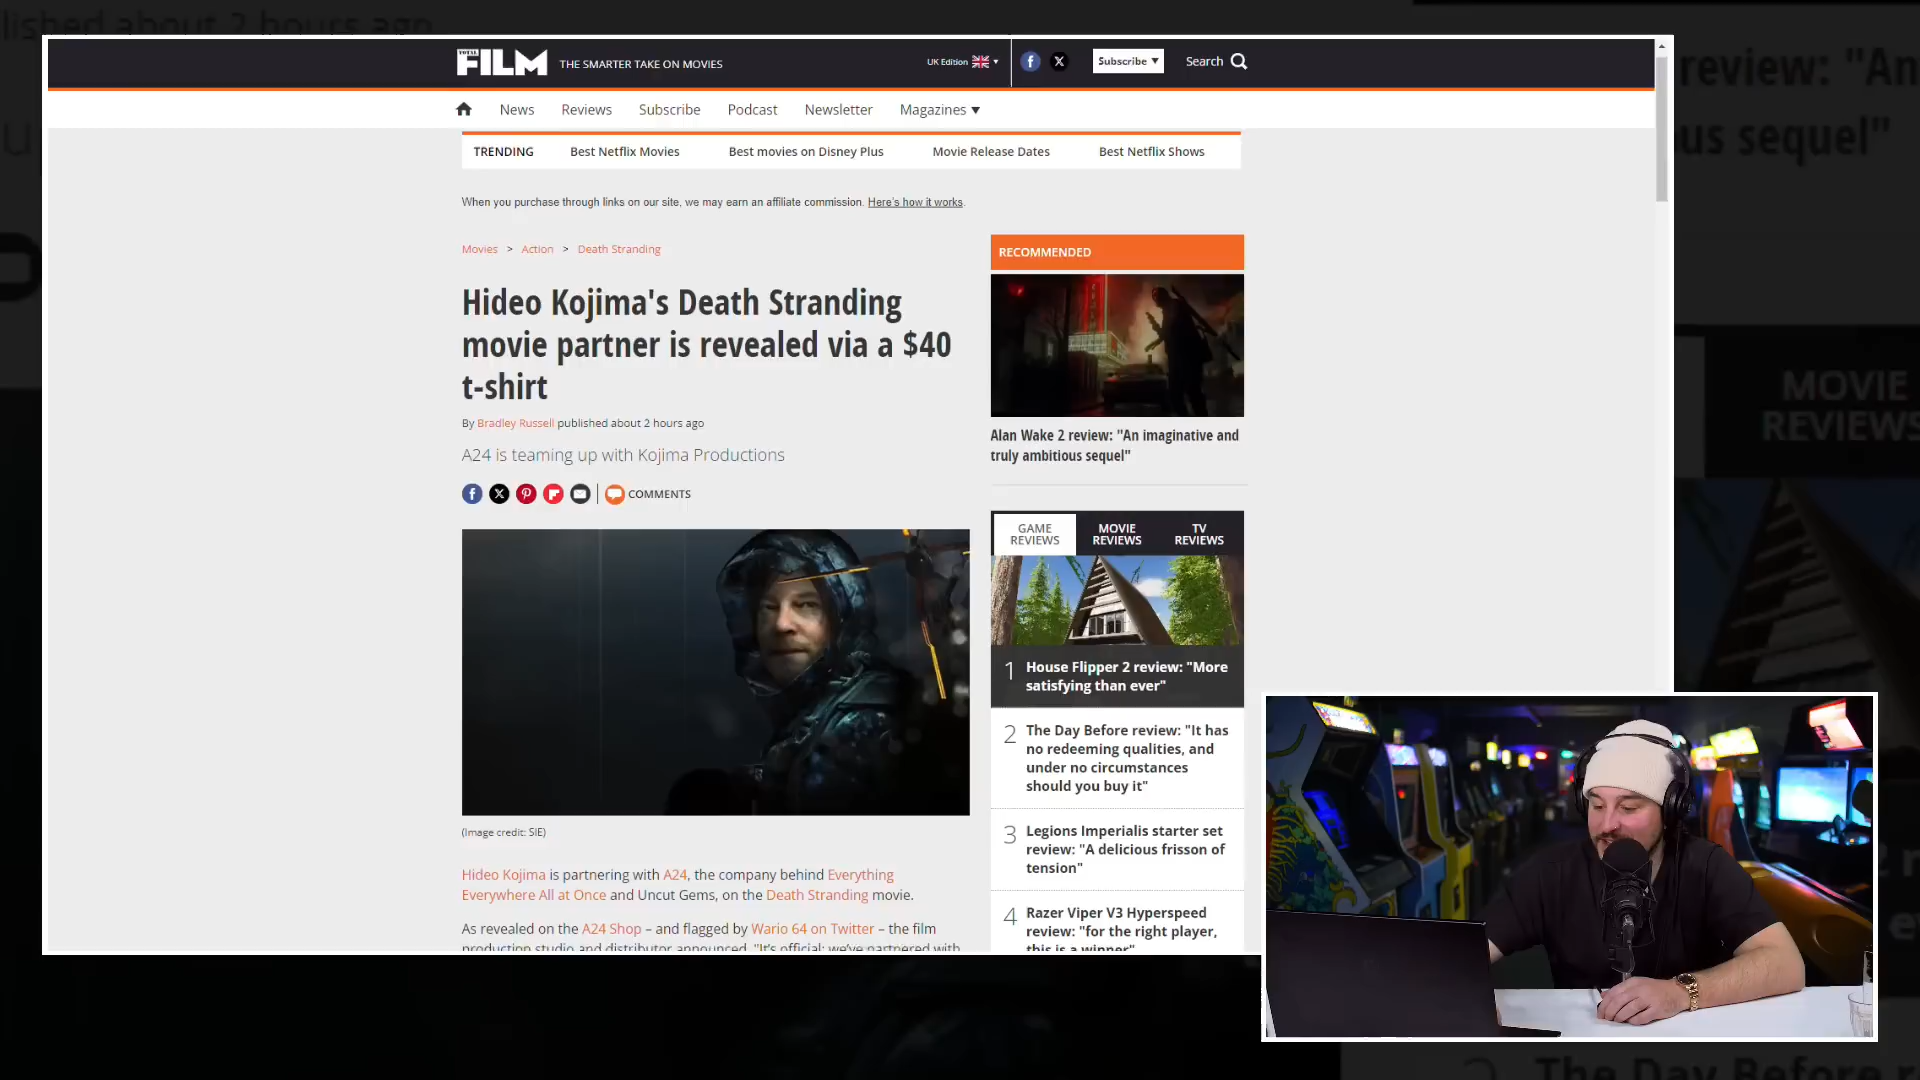 lished about 2 hours ago
review: "An
us sequel"
MOVIE
REVIEWS
The Day Before r
TOTAL
FILM
THE SMARTER TAKE ON MOVIES
UK Edition
Subscribe ▼
Search
News
Reviews
Subscribe
Podcast
Newsletter
Magazines ▼
TRENDING
Best Netflix Movies
Best movies on Disney Plus
Movie Release Dates
Best Netflix Shows
When you purchase through links on our site, we may earn an affiliate commission. Here's how it works.
Movies > Action > Death Stranding
Hideo Kojima's Death Stranding
movie partner is revealed via a $40
t-shirt
By Bradley Russell published about 2 hours ago
A24 is teaming up with Kojima Productions
COMMENTS
(Image credit: SIE)
Hideo Kojima is partnering with A24, the company behind Everything
Everywhere All at Once and Uncut Gems, on the Death Stranding movie.
As revealed on the A24 Shop – and flagged by Wario 64 on Twitter – the film
production studio and distributor announced, "It's official: we've partnered with
RECOMMENDED
Alan Wake 2 review: "An imaginative and
truly ambitious sequel"
GAME
REVIEWS
MOVIE
REVIEWS
TV
REVIEWS
1
House Flipper 2 review: "More
satisfying than ever"
2
The Day Before review: "It has
no redeeming qualities, and
under no circumstances
should you buy it"
3
Legions Imperialis starter set
review: "A delicious frisson of
tension"
4
Razer Viper V3 Hyperspeed
review: "for the right player,
this is a winner"